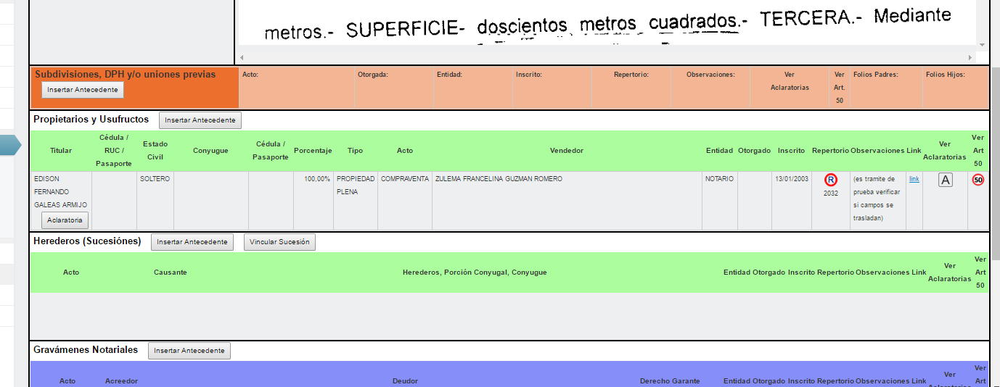 metros.- SUPERFICIE- doscientos metros cuadrados.- TERCERA.- Mediante
Subdivisiones, DPH y/o uniones previas
Insertar Antecedente
Acto:
Otorgada:
Entidad:
Inscrito:
Repertorio:
Observaciones:
Ver
Aclaratorias
Ver
Art.
50
Folios Padres:
Folios Hijos:
Propietarios y Usufructo
Insertar Antecedente
Titular
Cédula /
RUC /
Pasaporte
Estado
Civil
Conyugue
Cédula /
Pasaporte
Porcentaje
Tipo
Acto
Vendedor
Entidad
Otorgado
Inscrito
Repertorio
Observaciones
Link
Ver
Aclaratorias
Ver
Art
50
EDISON
FERNANDO
GALEAS ARMIJO
Aclaratoria
SOLTERO
100,00%
PROPIEDAD
PLENA
COMPRAVENTA
ZULEMA FRANCELINA GUZMAN ROMERO
NOTARIO
13/01/2003
R
2032
(es tramite de
prueba verificar
si campos se
trasladan)
link
A
50
Herederos (Sucesiónes)
Insertar Antecedente
Vincular Sucesión
Acto
Causante
Herederos, Porción Conyugal, Conyugue
Entidad
Otorgado
Inscrito
Repertorio
Observaciones
Link
Ver
Aclaratorias
Ver
Art
50
Gravámenes Notariales
Insertar Antecedente
Acto
Acreedor
Deudor
Derecho Garante
Entidad
Otorgado
Inscrito
Repertorio
Observaciones
Link
Ver
Ver
Art